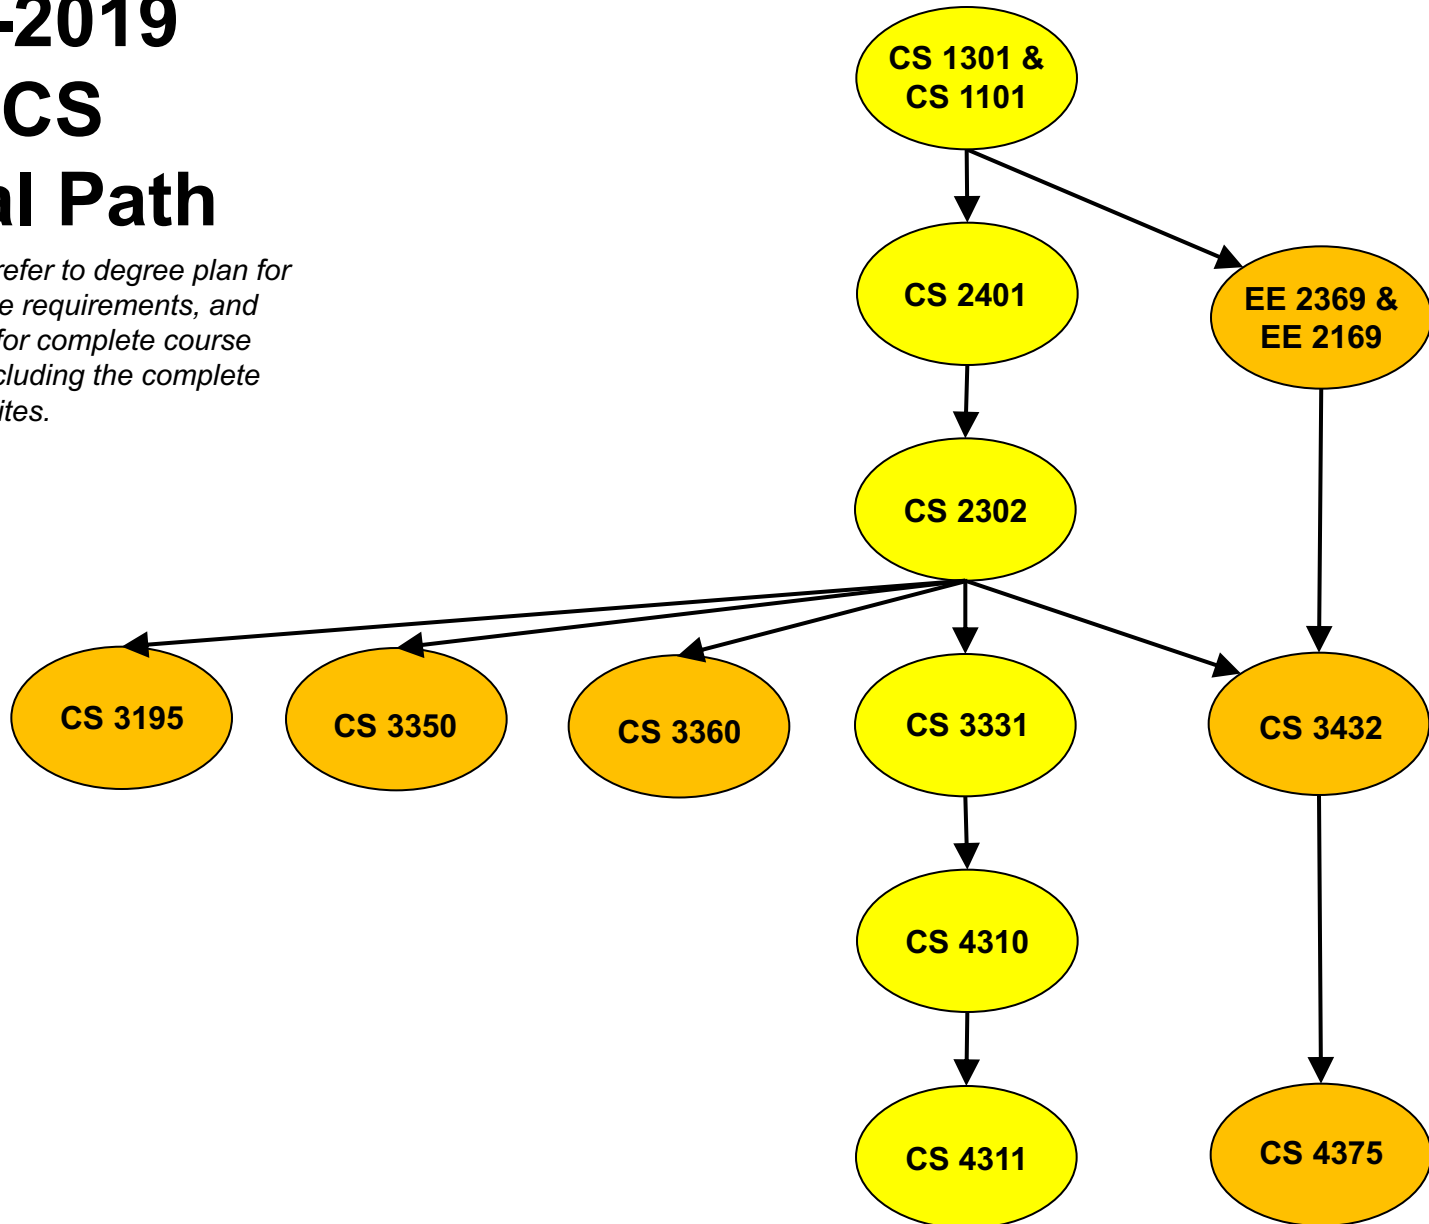 -2019
CS
al Path
refer to degree plan for
e requirements, and
for complete course
cluding the complete
ites.
CS 1301 &
CS 1101
CS 2401
EE 2369 &
EE 2169
CS 2302
CS 3195
CS 3350
CS 3360
CS 3331
CS 3432
CS 4310
CS 4311
CS 4375